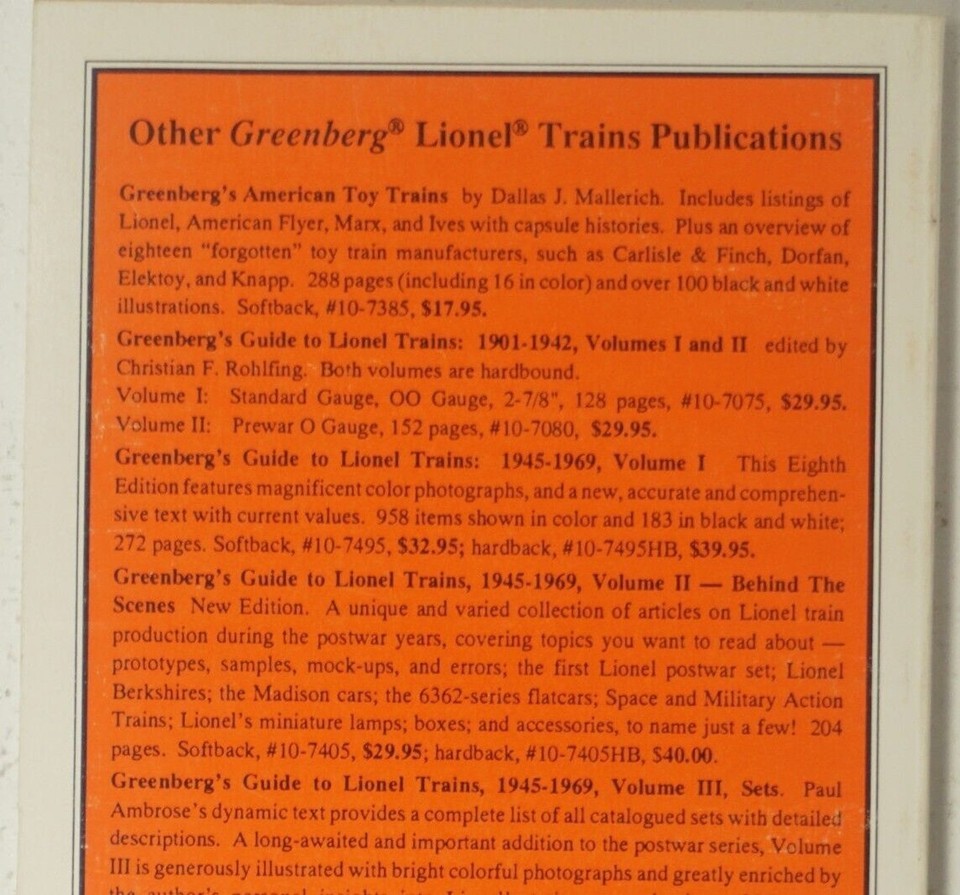 Other Greenberg® Lionel® Trains Publications
Greenberg's American Toy Trains by Dallas J. Mallerich. Includes listings of
Lionel, American Flyer, Marx, and Ives with capsule histories. Plus an overview of
eighteen "forgotten" toy train manufacturers, such as Carlisle & Finch, Dorfan,
Elektoy, and Knapp. 288 pages (including 16 in color) and over 100 black and white
illustrations. Softback, #10-7385, $17.95.
Greenberg's Guide to Lionel Trains: 1901-1942, Volumes I and II edited by
Christian F. Rohlfing. Both volumes are hardbound.
Volume I: Standard Gauge, OO Gauge, 2-7/8", 128 pages, #10-7075, $29.95.
Volume II: Prewar O Gauge, 152 pages, #10-7080, $29.95.
Greenberg's Guide to Lionel Trains: 1945-1969, Volume I This Eighth
Edition features magnificent color photographs, and a new, accurate and comprehen-
sive text with current values. 958 items shown in color and 183 in black and white;
272 pages. Softback, #10-7495, $32.95; hardback, #10-7495HB, $39.95.
Greenberg's Guide to Lionel Trains, 1945-1969, Volume II — Behind The
Scenes New Edition. A unique and varied collection of articles on Lionel train
production during the postwar years, covering topics you want to read about —
prototypes, samples, mock-ups, and errors; the first Lionel postwar set; Lionel
Berkshires; the Madison cars; the 6362-series flatcars; Space and Military Action
Trains; Lionel's miniature lamps; boxes; and accessories, to name just a few! 204
pages. Softback, #10-7405, $29.95; hardback, #10-7405HB, $40.00.
Greenberg's Guide to Lionel Trains, 1945-1969, Volume III, Sets. Paul
Ambrose's dynamic text provides a complete list of all catalogued sets with detailed
descriptions. A long-awaited and important addition to the postwar series, Volume
III is generously illustrated with bright colorful photographs and greatly enriched by
the author's personal insights into